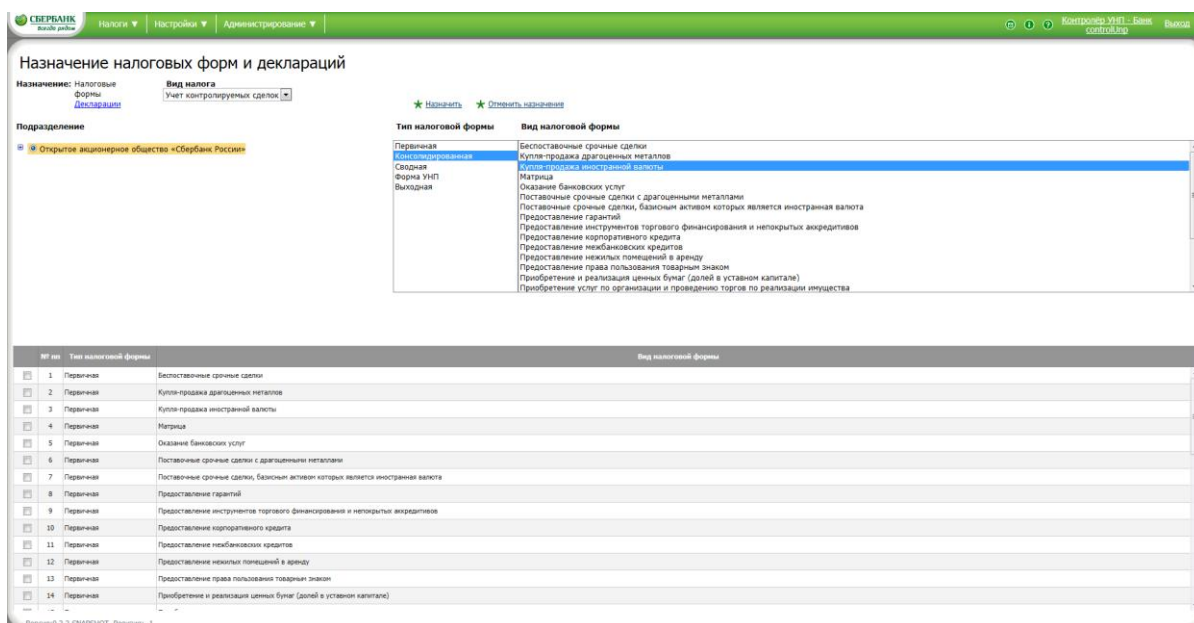 СБЕРБАНК
Всегда рядом
Налоги ▼
Настройки ▼
Администрирование ▼
Контролёр УНП - Банк
controlUnp
Выход
Назначение налоговых форм и деклараций
Назначение: Налоговые
формы
Декларации
Вид налога
Учет контролируемых сделок
Назначить
Отменить назначение
Подразделение
Открытое акционерное общество «Сбербанк России»
Тип налоговой формы
Первичная
Консолидированная
Сводная
Форма УНП
Выходная
Вид налоговой формы
Беспоставочные срочные сделки
Купля-продажа драгоценных металлов
Купля-продажа иностранной валюты
Матрица
Оказание банковских услуг
Поставочные срочные сделки с драгоценными металлами
Поставочные срочные сделки, базисным активом которых является иностранная валюта
Предоставление гарантий
Предоставление инструментов торгового финансирования и непокрытых аккредитивов
Предоставление корпоративного кредита
Предоставление межбанковских кредитов
Предоставление нежилых помещений в аренду
Предоставление права пользования товарным знаком
Приобретение и реализация ценных бумаг (долей в уставном капитале)
Приобретение услуг по организации и проведению торгов по реализации имущества
№ пп Тип налоговой формы Вид налоговой формы
1 Первичная Беспоставочные срочные сделки
2 Первичная Купля-продажа драгоценных металлов
3 Первичная Купля-продажа иностранной валюты
4 Первичная Матрица
5 Первичная Оказание банковских услуг
6 Первичная Поставочные срочные сделки с драгоценными металлами
7 Первичная Поставочные срочные сделки, базисным активом которых является иностранная валюта
8 Первичная Предоставление гарантий
9 Первичная Предоставление инструментов торгового финансирования и непокрытых аккредитивов
10 Первичная Предоставление корпоративного кредита
11 Первичная Предоставление межбанковских кредитов
12 Первичная Предоставление нежилых помещений в аренду
13 Первичная Предоставление права пользования товарным знаком
14 Первичная Приобретение и реализация ценных бумаг (долей в уставном капитале)